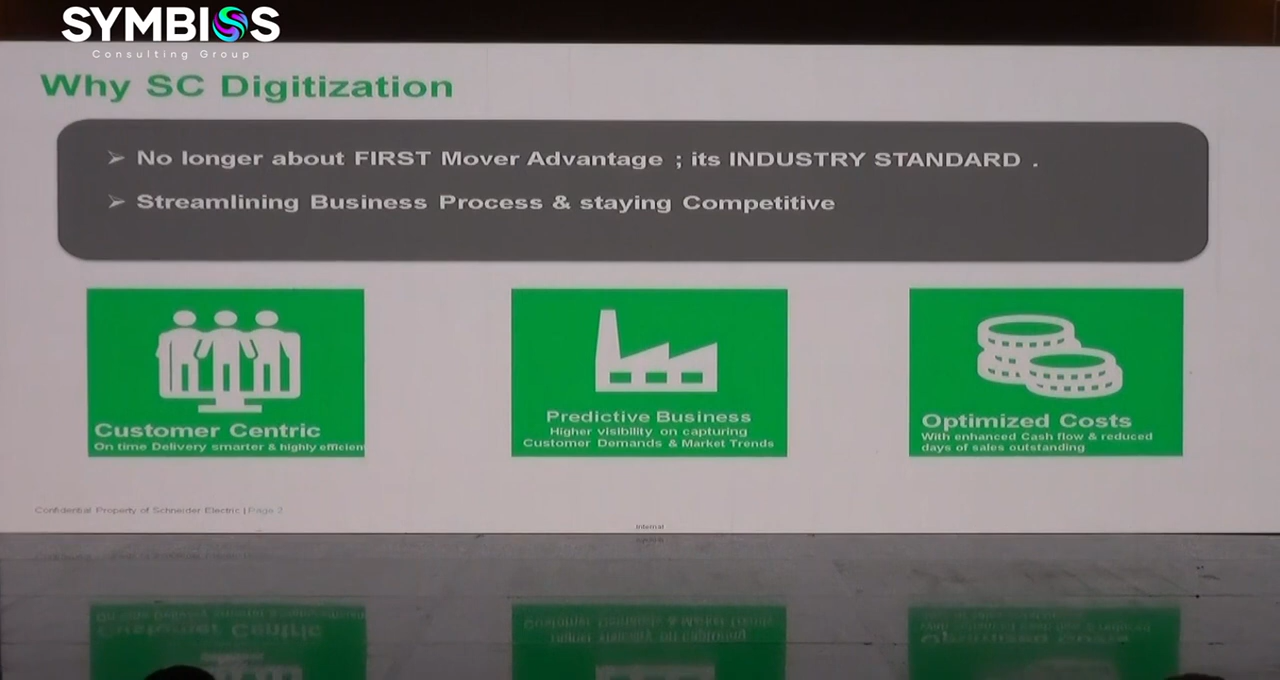 SYMBIOS
Consulting Group
Why SC Digitization
➢ No longer about FIRST Mover Advantage ; its INDUSTRY STANDARD .
➢ Streamlining Business Process & staying Competitive
Customer Centric
On time Delivery smarter & highly efficien
Predictive Business
Higher visibility on capturing
Customer Demands & Market Trends
Optimized Costs
With enhanced Cash flow & reduced
days of sales outstanding
Confidential Property of Schneider Electric | Page 2
Internal